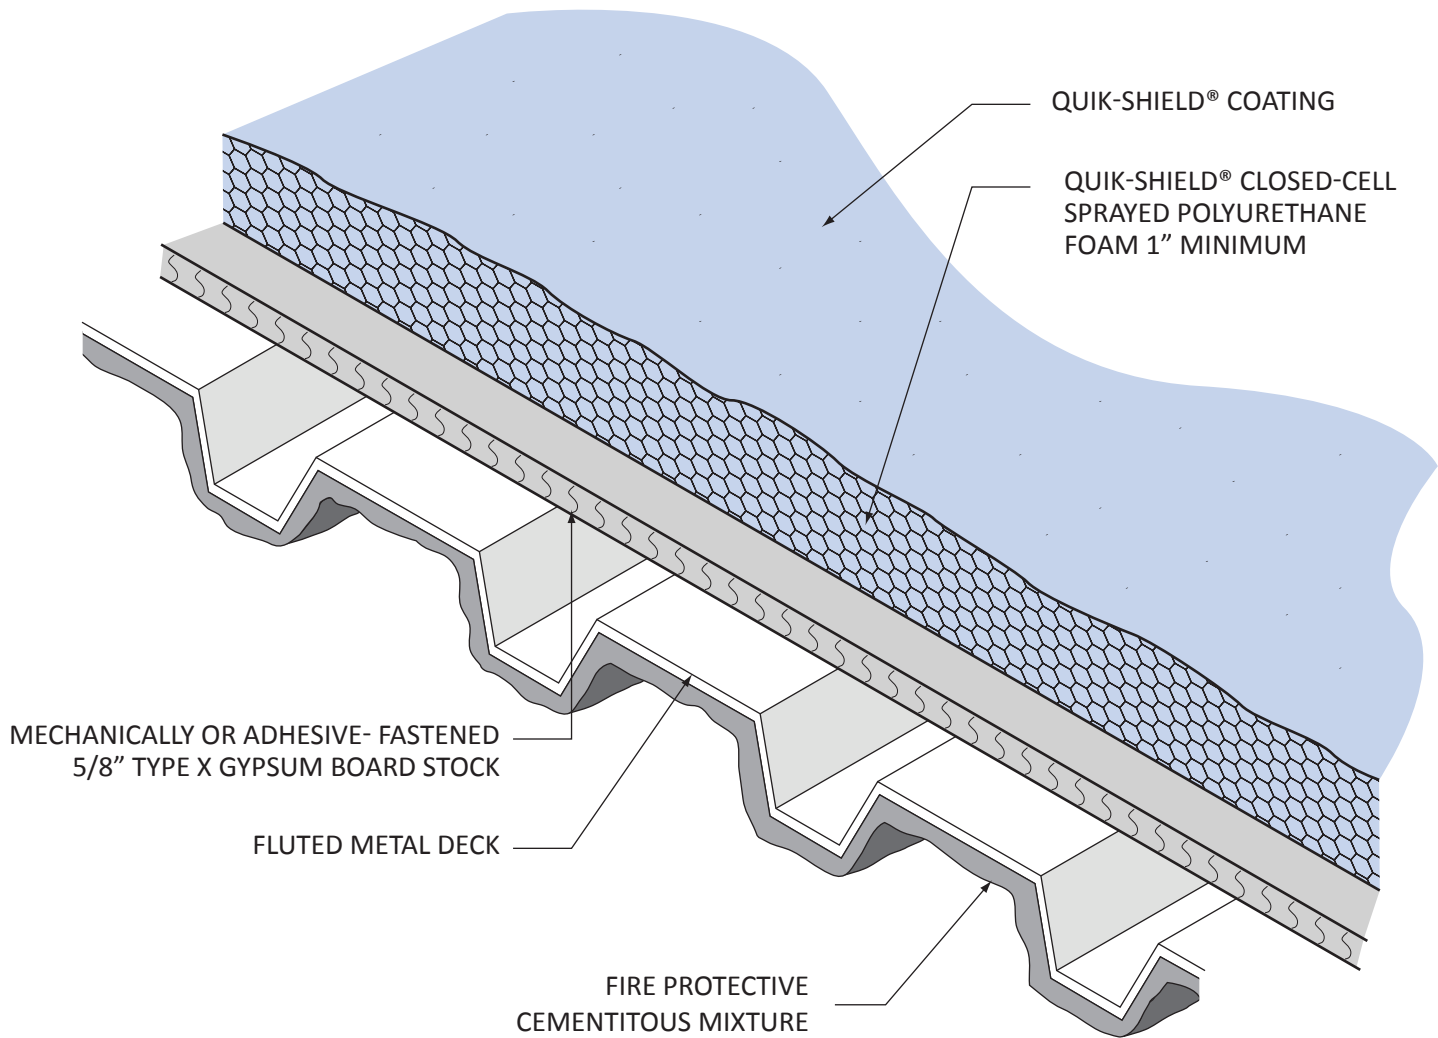 QUIK-SHIELD® COATING
QUIK-SHIELD® CLOSED-CELL
SPRAYED POLYURETHANE
FOAM 1” MINIMUM
MECHANICALLY OR ADHESIVE- FASTENED
5/8” TYPE X GYPSUM BOARD STOCK
FLUTED METAL DECK
FIRE PROTECTIVE
CEMENTITOUS MIXTURE